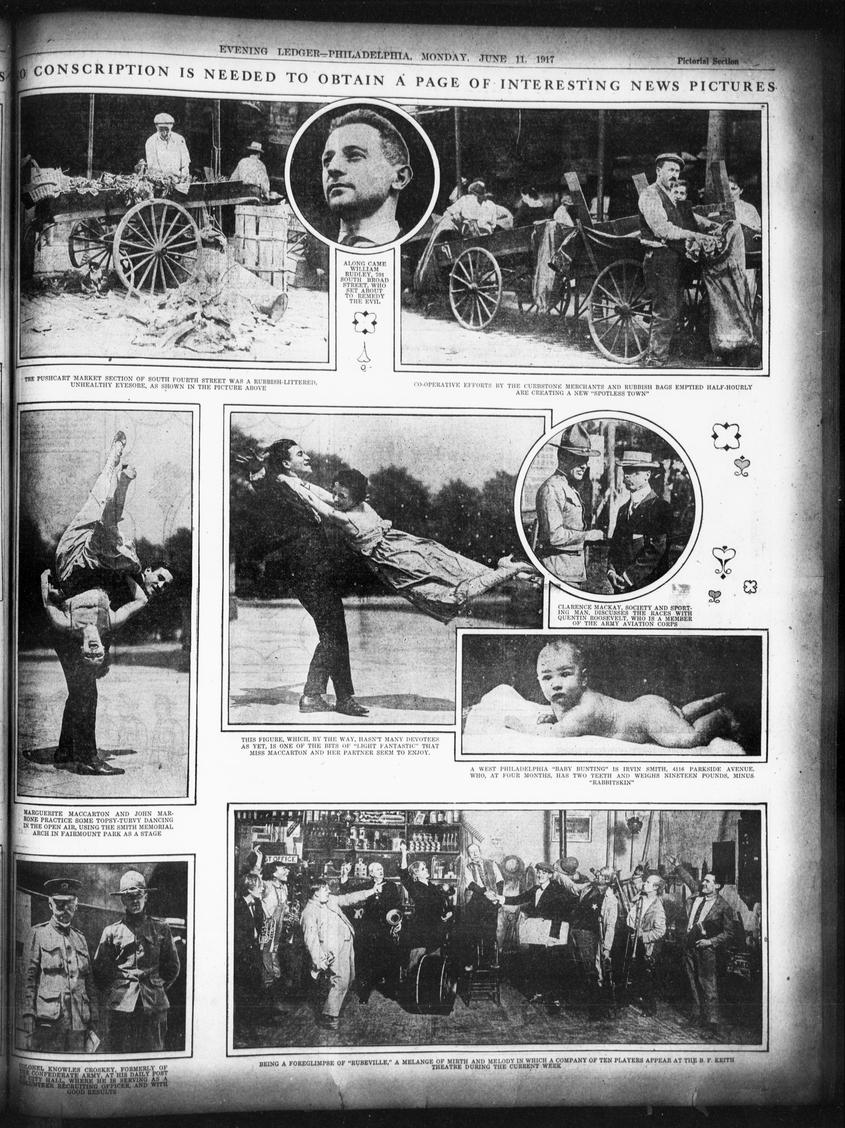 EVENING LEDGER—PHILADELPHIA, MONDAY, JUNE 11, 1917
Pictorial Section
CONSCRIPTION IS NEEDED TO OBTAIN A PAGE OF INTERESTING NEWS PICTURES
ALONG CAME
WILLIAM
RUDLEY,
SOUTH BROAD
STREET, WHO
SET ABOUT
TO REMEDY
THE EVIL
THE PUSHCART MARKET SECTION OF SOUTH FOURTH STREET WAS A RUBBISH-LITTERED,
UNHEALTHY EYESORE, AS SHOWN IN THE PICTURE ABOVE
CO-OPERATIVE EFFORTS BY THE CURBSTONE MERCHANTS AND RUBBISH BAGS EMPTIED HALF-HOURLY
ARE CREATING A NEW "SPOTLESS TOWN"
CLARENCE MACKAY, SOCIETY AND SPORT-
ING MAN, DISCUSSES THE RACES WITH
QUENTIN ROOSEVELT, WHO IS A MEMBER
OF THE ARMY AVIATION CORPS
THIS FIGURE, WHICH, BY THE WAY, HASN'T MANY DEVOTEES
AS YET, IS ONE OF THE BITS OF "LIGHT FANTASTIC" THAT
MISS MACCARTON AND HER PARTNER SEEM TO ENJOY.
A WEST PHILADELPHIA "BABY BUNTING" IS IRVIN SMITH, 4116 PARKSIDE AVENUE,
WHO, AT FOUR MONTHS, HAS TWO TEETH AND WEIGHS NINETEEN POUNDS, MINUS
"RABBITSKIN"
MARGUERITE MACCARTON AND JOHN MAR-
RONE PRACTICE SOME TOPSY-TURVY DANCING
IN THE OPEN AIR, USING THE SMITH MEMORIAL
ARCH IN FAIRMOUNT PARK AS A STAGE
POST OFFICE
COLONEL KNOWLES CROSKEY, FORMERLY OF
THE CONFEDERATE ARMY, AT HIS DAILY POST
CITY HALL, WHERE HE IS SERVING AS A
VOLUNTEER RECRUITING OFFICER, AND WITH
GOOD RESULTS
BEING A FOREGLIMPSE OF "RUBEVILLE," A MELANGE OF MIRTH AND MELODY IN WHICH A COMPANY OF TEN PLAYERS APPEAR AT THE B. F. KEITH
THEATRE DURING THE CURRENT WEEK